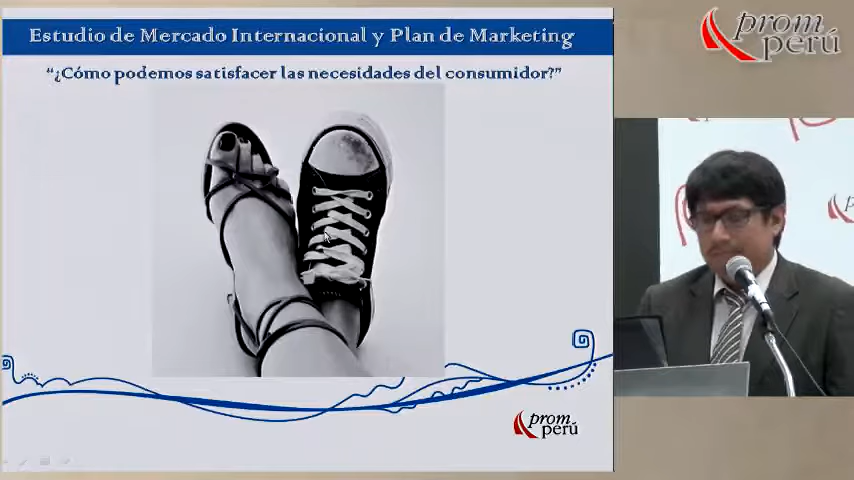 Estudio de Mercado Internacional y Plan de Marketing
“¿Cómo podemos satisfacer las necesidades del consumidor?”
prom
perú
prom
perú